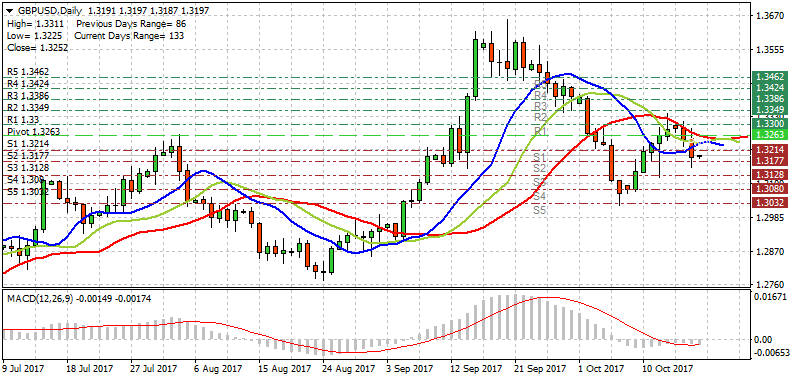 GBPUSD,Daily 1.3191 1.3197 1.3187 1.3197
High= 1.3311 Previous Days Range= 86
Low= 1.3225 Current Days Range= 133
Close= 1.3252
R5 1.3462
R4 1.3424
R3 1.3386
R2 1.3349
R1 1.33
Pivot 1.3263
S1 1.3214
S2 1.3177
S3 1.3128
S4 1.308
S5 1.3032
R5
R4
R3
R2
R1
S1
S2
S3
S4
S5
1.3670
1.3555
1.3462
1.3424
1.3386
1.3349
1.3300
1.3263
1.3214
1.3177
1.3128
1.3080
1.3032
1.2985
1.2870
1.2760
MACD(12,26,9) -0.00149 -0.00174
0.01671
0.00
-0.00653
9 Jul 2017 18 Jul 2017 27 Jul 2017 6 Aug 2017 15 Aug 2017 24 Aug 2017 3 Sep 2017 12 Sep 2017 21 Sep 2017 1 Oct 2017 10 Oct 2017